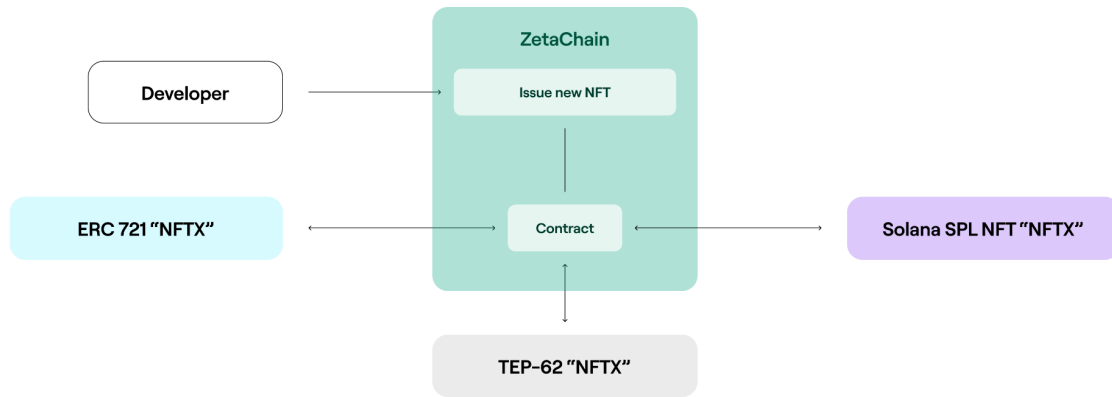 ZetaChain
Developer
Issue new NFT
ERC 721 “NFTX”
Contract
Solana SPL NFT “NFTX”
TEP-62 “NFTX”